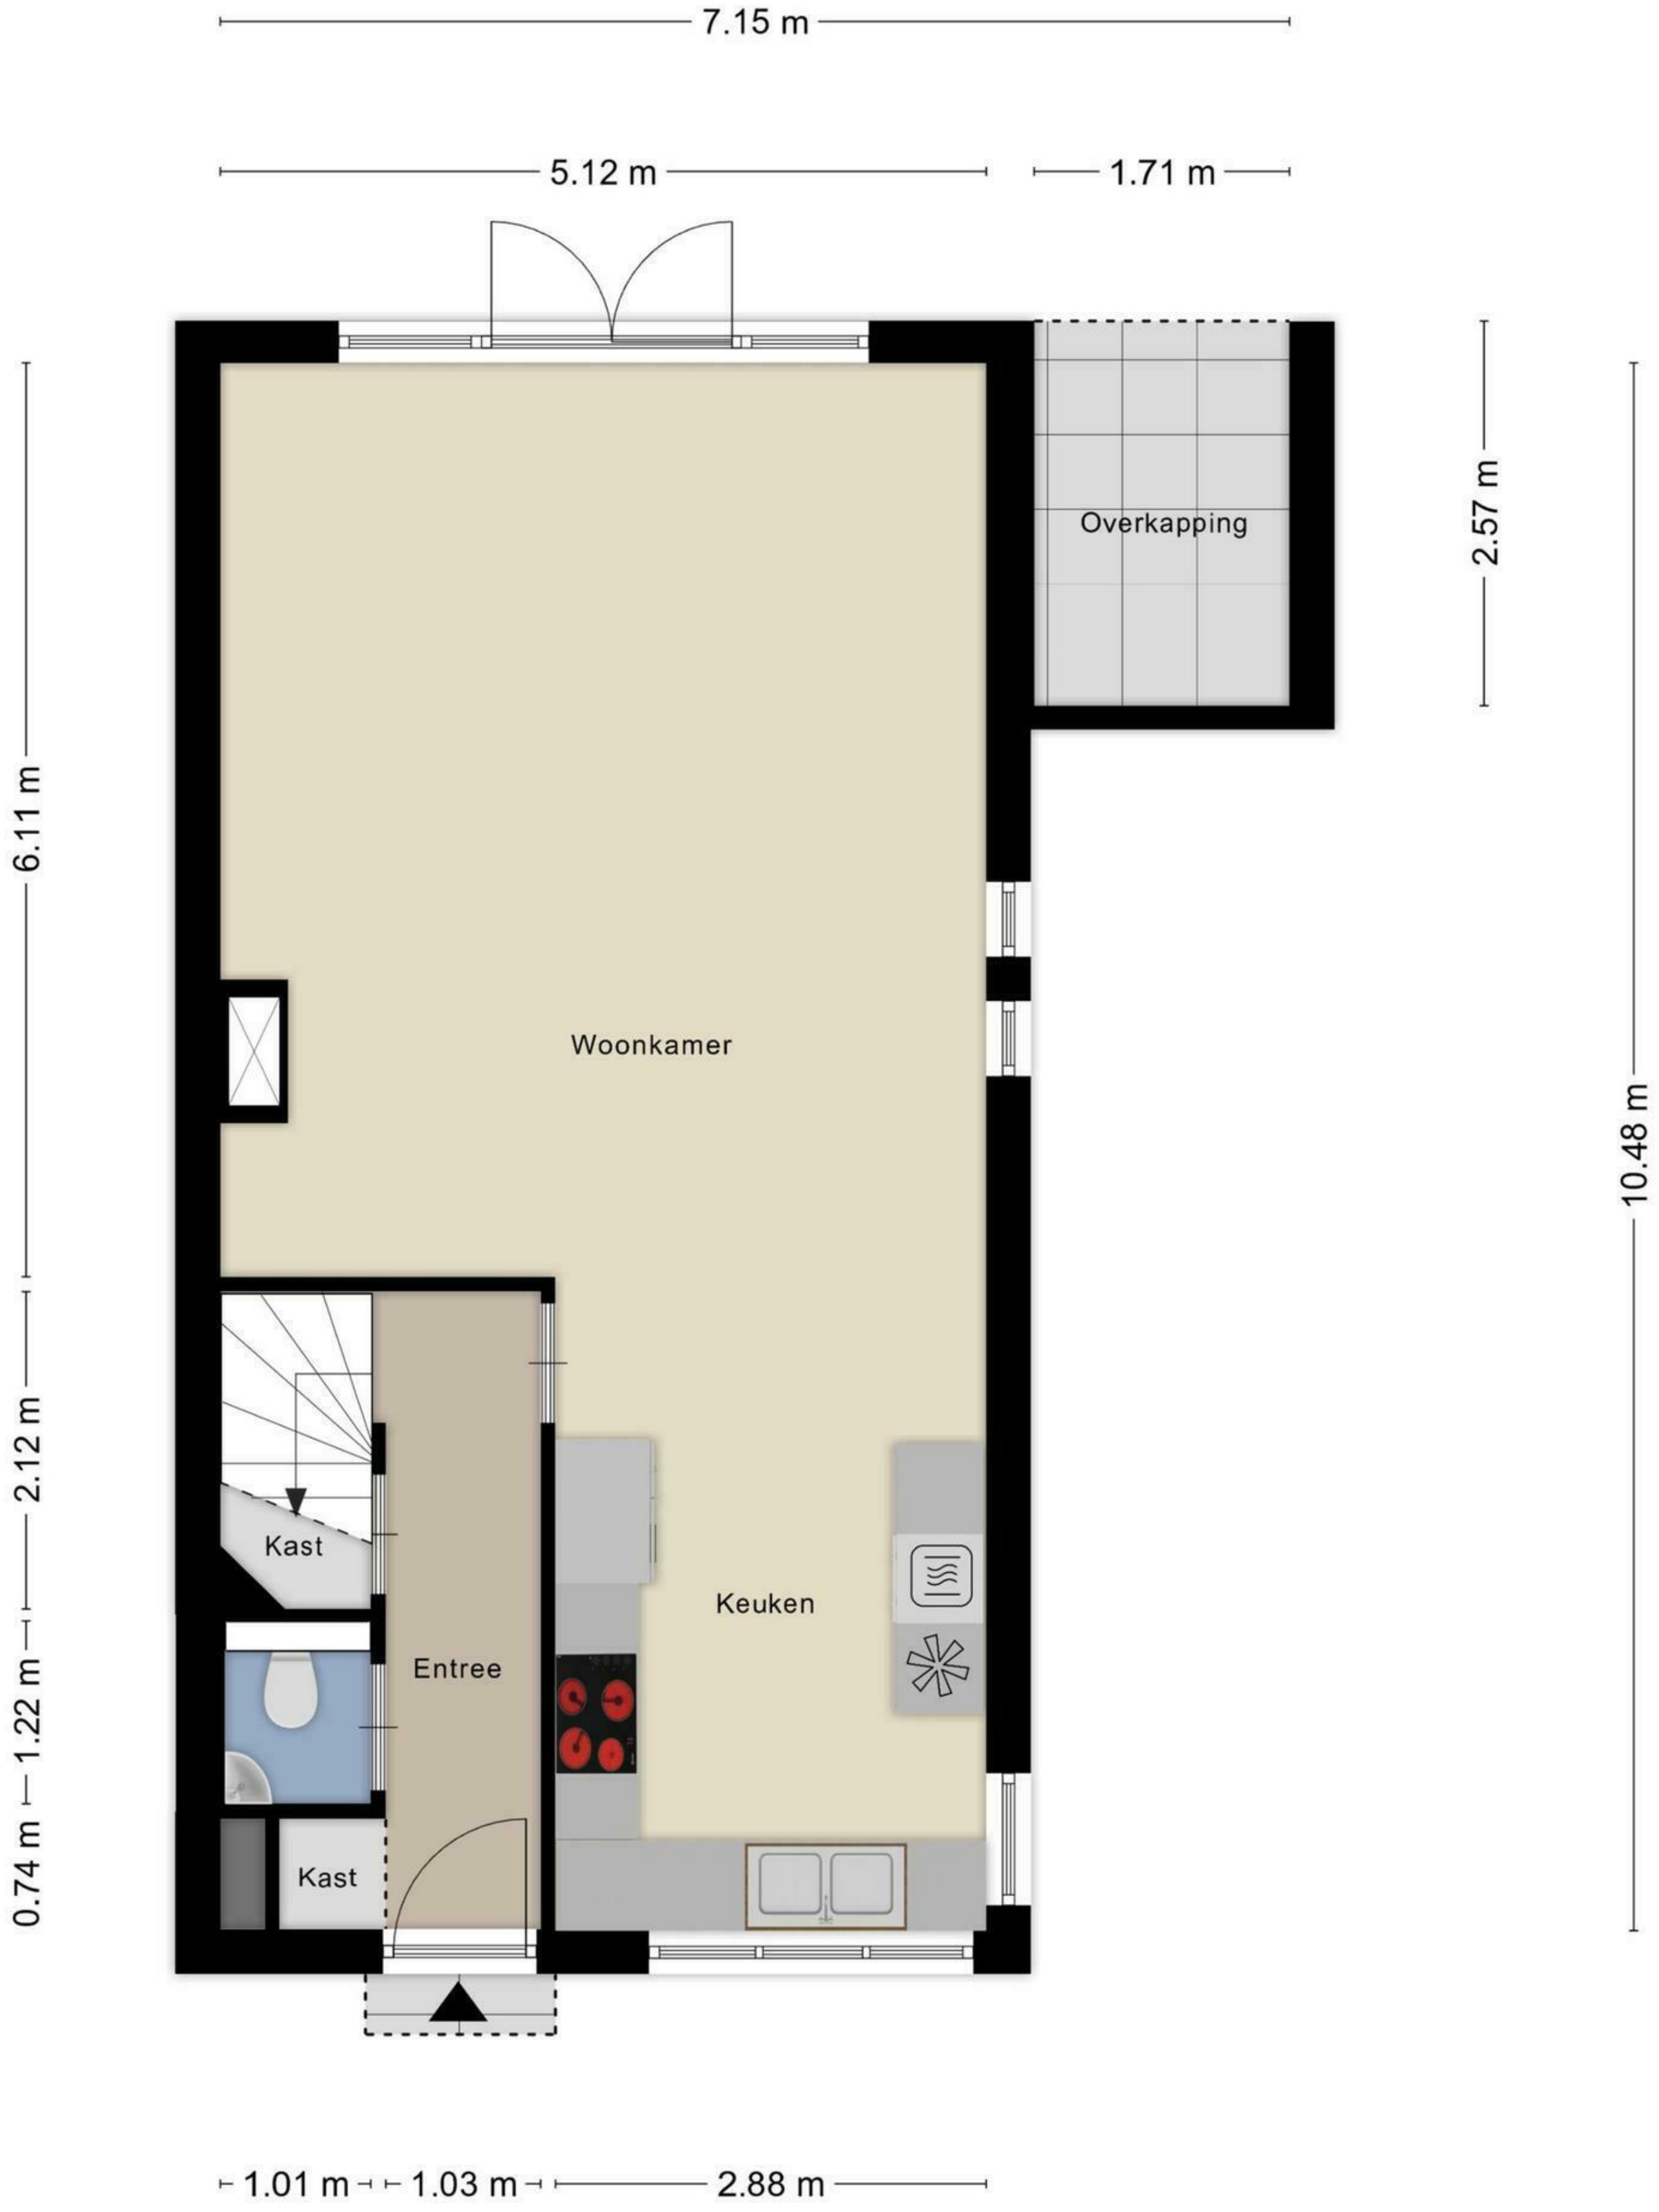 7.15 m
5.12 m
1.71 m
Overkapping
2.57 m
6.11 m
Woonkamer
10.48 m
2.12 m
Kast
Keuken
Entree
1.22 m
Kast
0.74 m
1.01 m
1.03 m
2.88 m